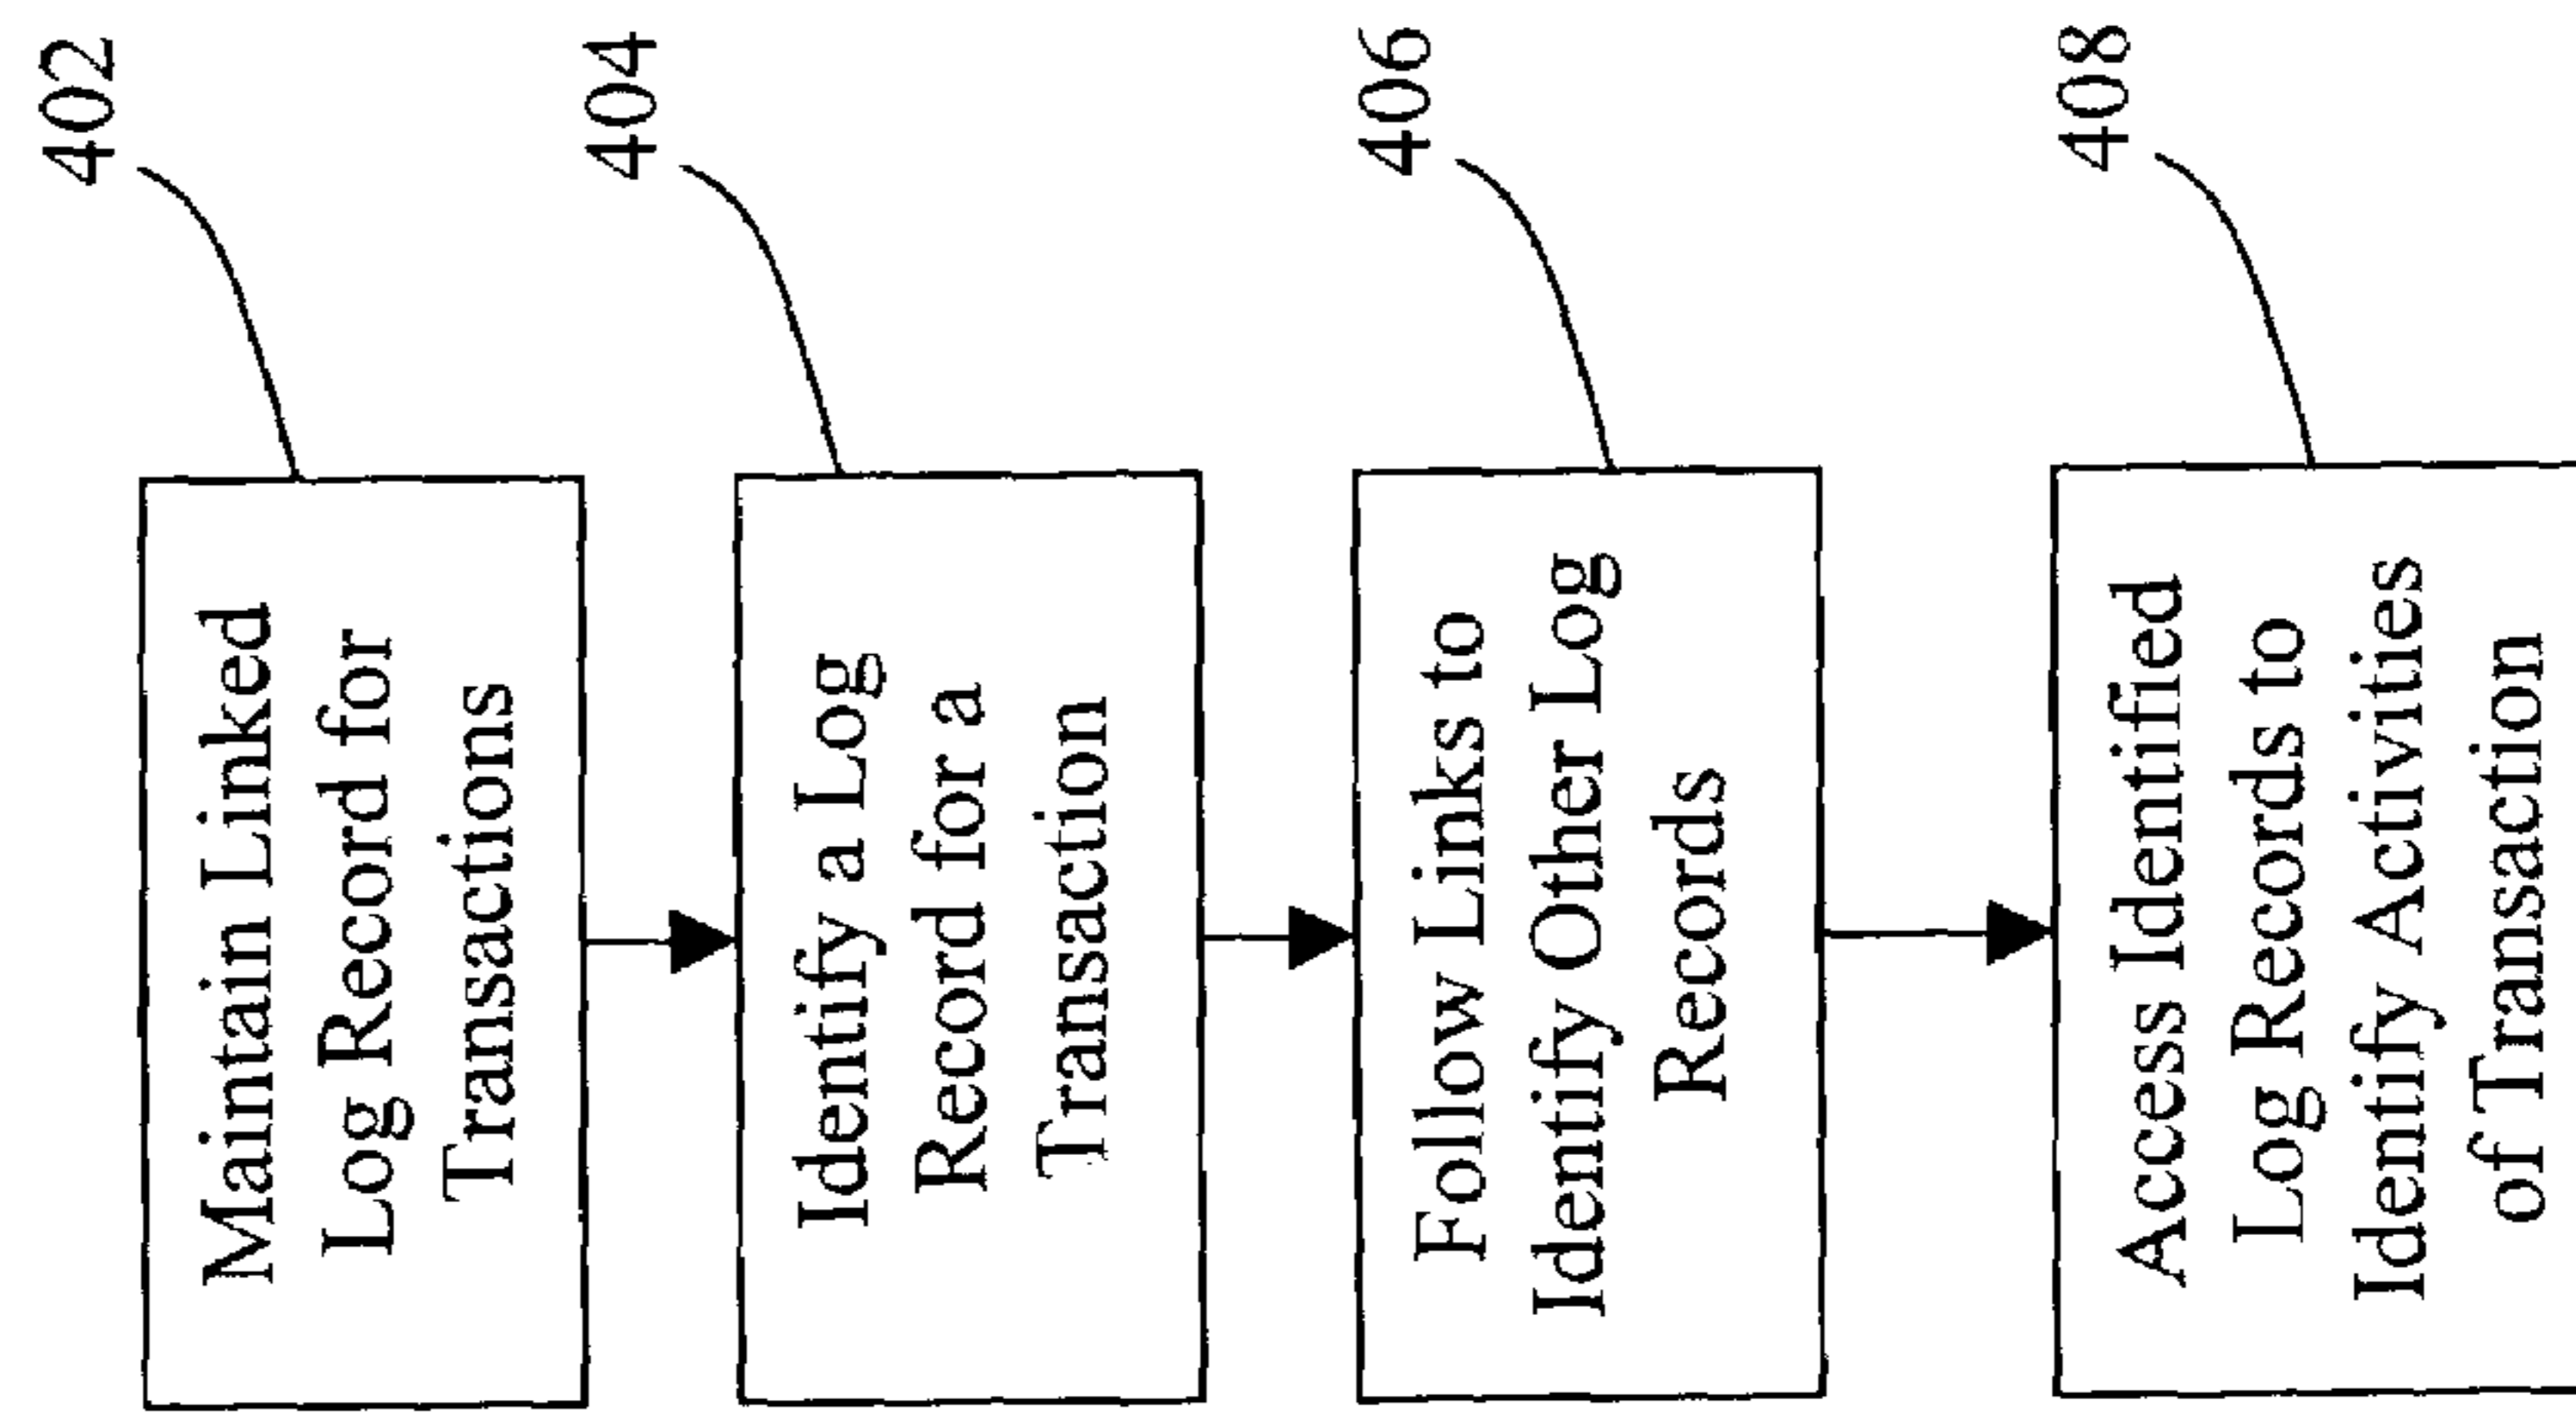 402
Maintain Linked
Log Record for
Transactions
404
Identify a Log
Record for a
Transaction
406
Follow Links to
Identify Other Log
Records
408
Access Identified
Log Records to
Identify Activities
of Transaction